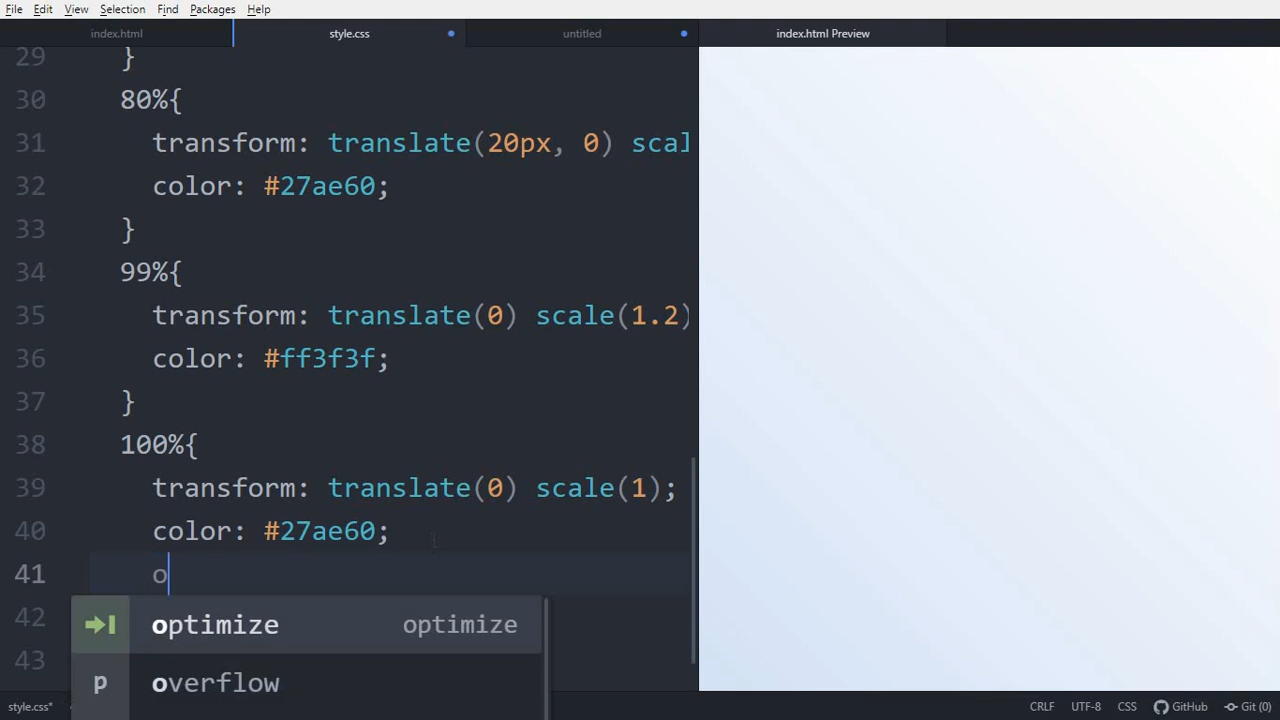 File Edit View Selection Find Packages Help
index.html style.css untitled index.html Preview
29 }
30 80%{
31 transform: translate(20px, 0) scal
32 color: #27ae60;
33 }
34 99%{
35 transform: translate(0) scale(1.2)
36 color: #ff3f3f;
37 }
38 100%{
39 transform: translate(0) scale(1);
40 color: #27ae60;
41 o
42 optimize optimize
43 p overflow
style.css* CRLF UTF-8 CSS GitHub Git (0)